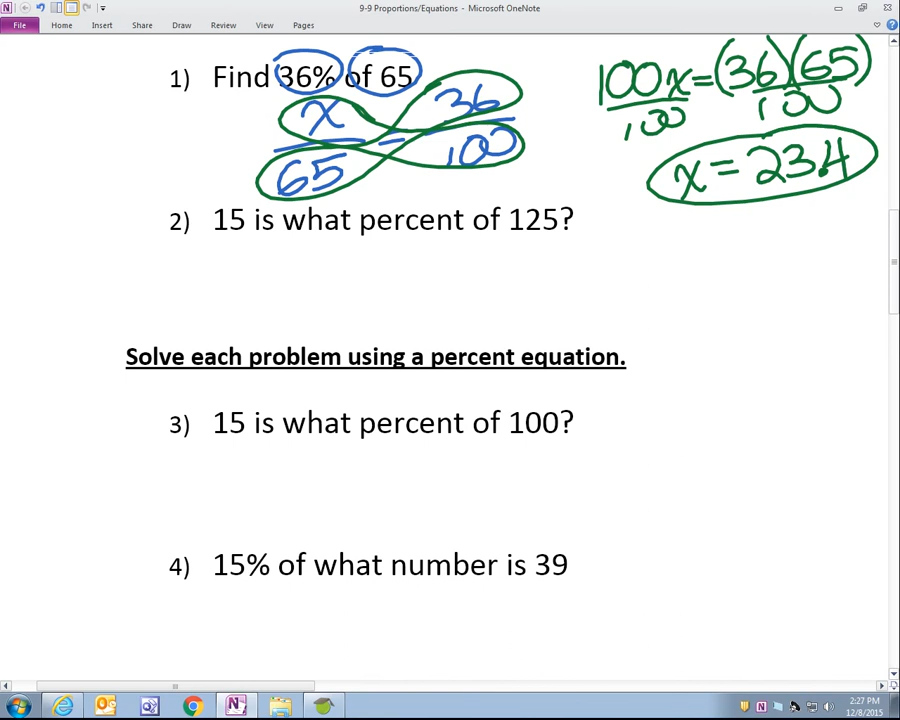 9-9 Proportions/Equations - Microsoft OneNote
File Home Insert Share Draw Review View Pages
1) Find 36% of 65
x/65 = 36/100
100x = (36)(65)
100 100
x = 23.4
2) 15 is what percent of 125?
Solve each problem using a percent equation.
3) 15 is what percent of 100?
4) 15% of what number is 39
2:27 PM
12/8/2015